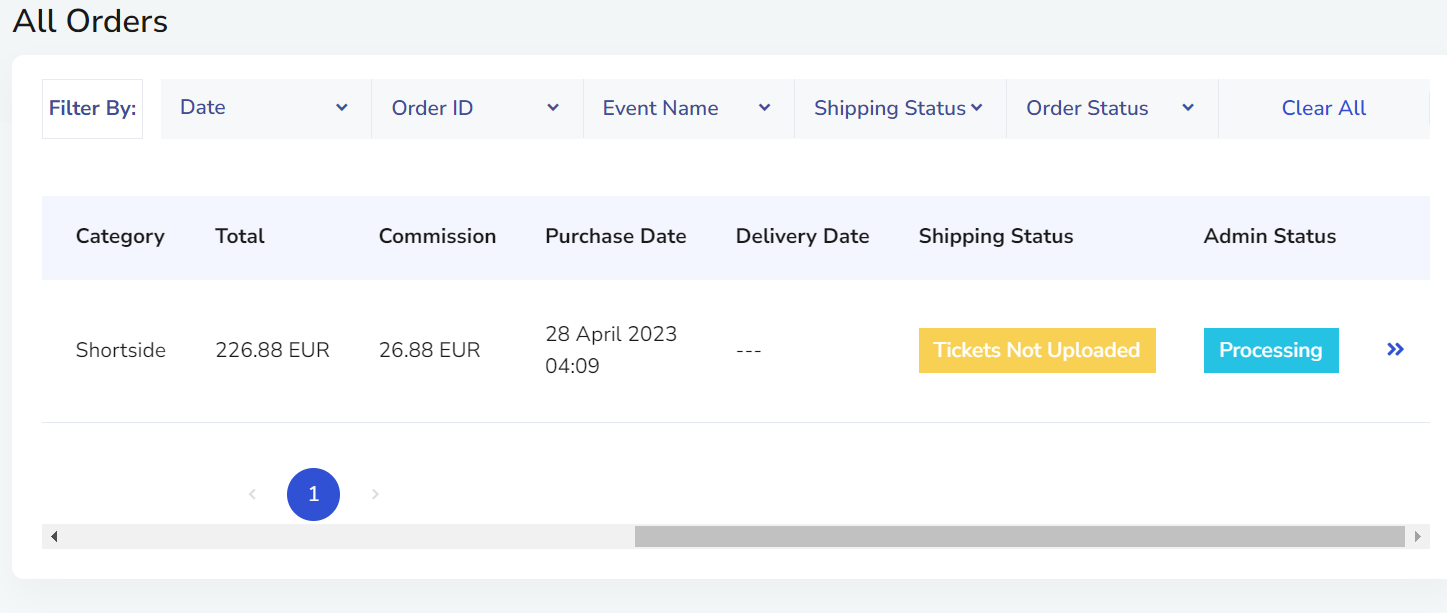 All Orders
Filter By: Date Order ID Event Name Shipping Status Order Status Clear All
Category Total Commission Purchase Date Delivery Date Shipping Status Admin Status
Shortside 226.88 EUR 26.88 EUR 28 April 2023 --- Tickets Not Uploaded Processing »
04:09
‹ 1 ›